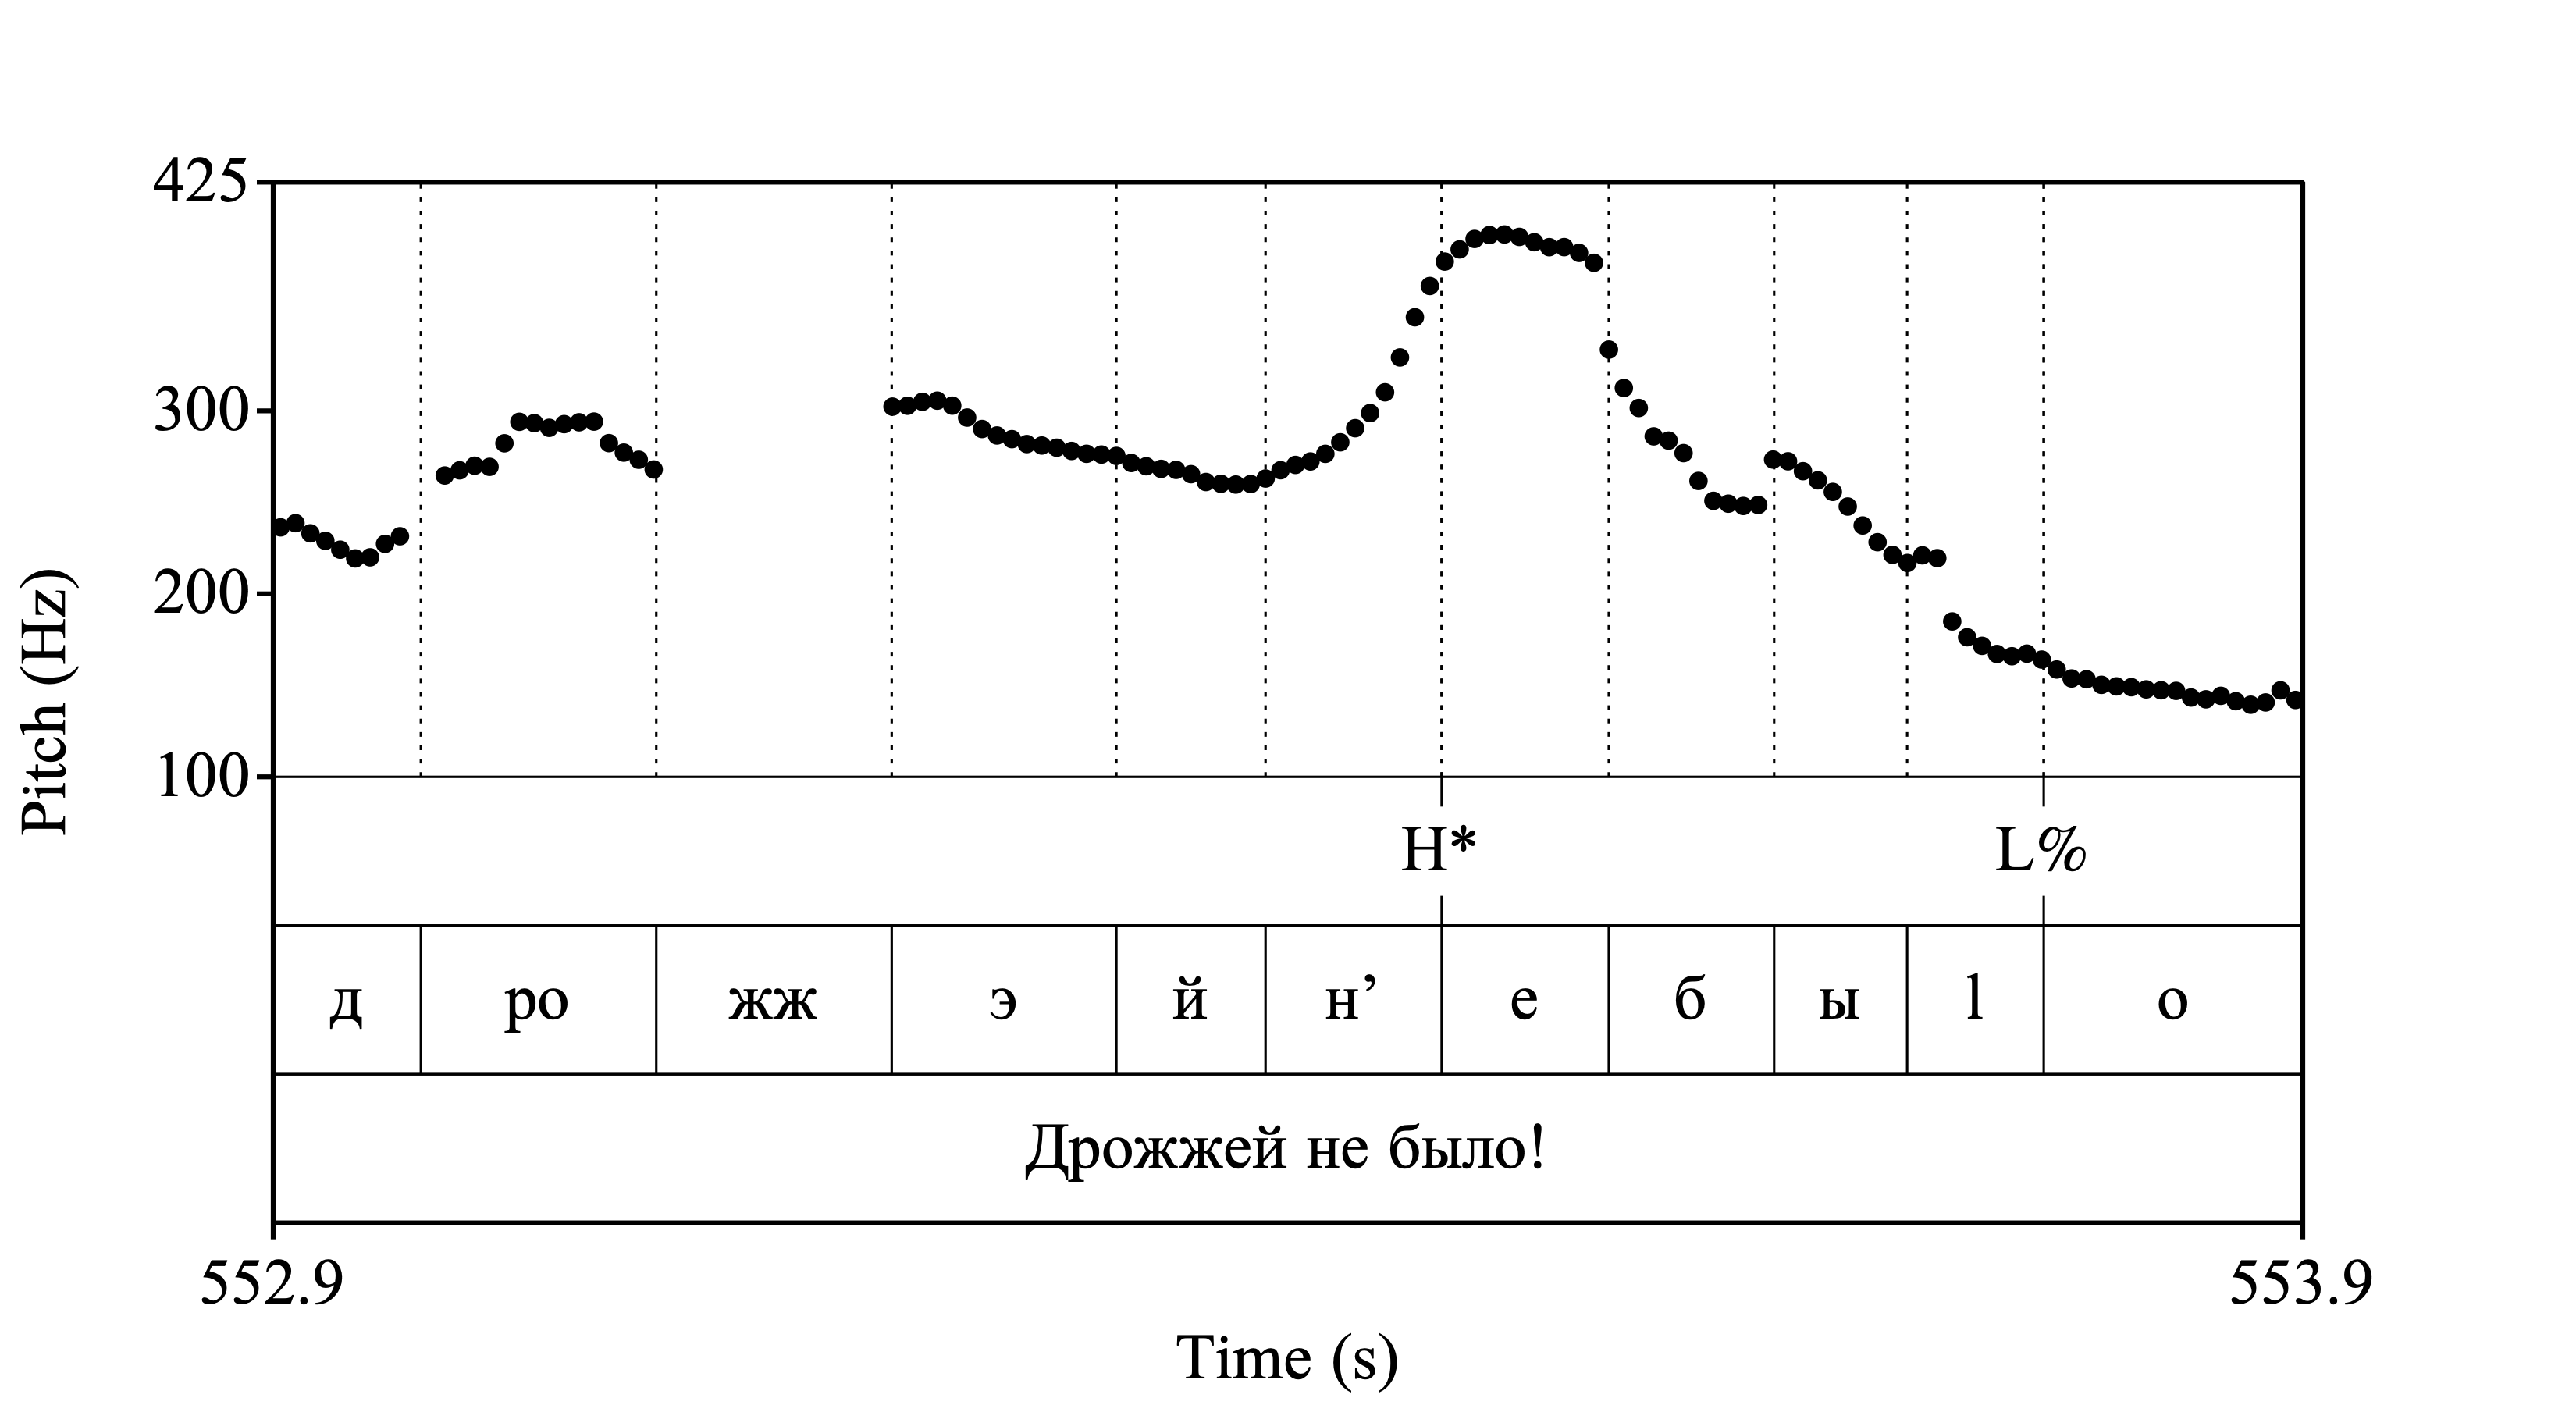 425
300
200
100
Pitch (Hz)
H* L%
д ро жж э й н’ е б ы l о
Дрожжей не было!
552.9 553.9
Time (s)